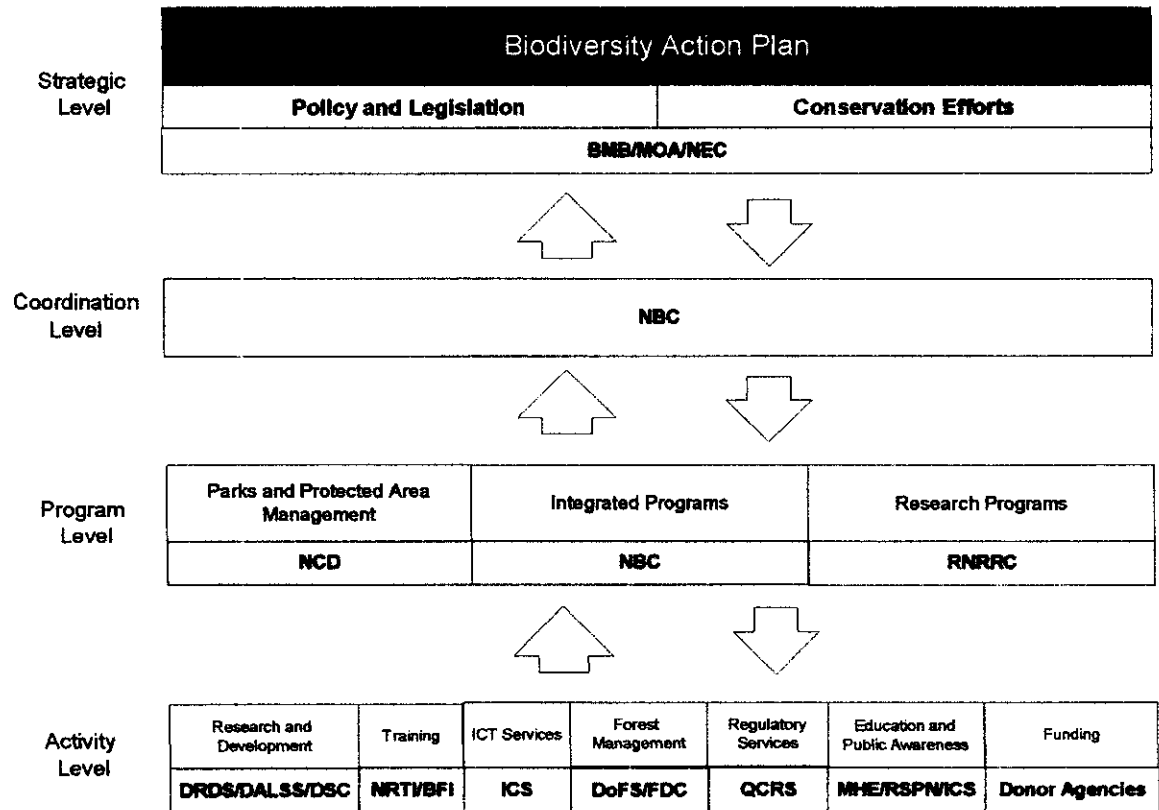 Biodiversity Action Plan
Strategic
Level
Policy and Legislation
Conservation Efforts
BMB/MOA/NEC
Coordination
Level
NBC
Program
Level
Parks and Protected Area
Management
Integrated Programs
Research Programs
NCD
NBC
RNRRC
Activity
Level
Research and
Development
Training
ICT Services
Forest
Management
Regulatory
Services
Education and
Public Awareness
Funding
DRDS/DALSS/DSC
NRTI/BFI
ICS
DoFS/FDC
QCRS
MHE/RSPN/ICS
Donor Agencies